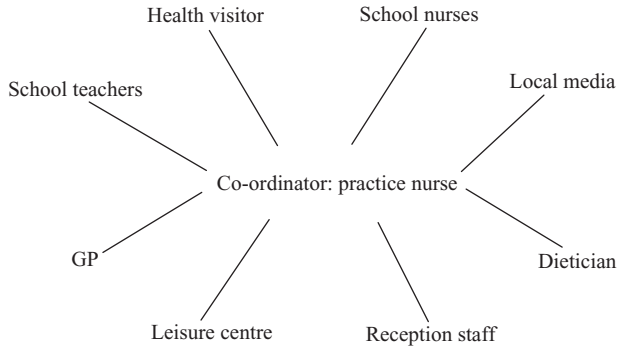 Health visitor
School nurses
School teachers
Local media
Co-ordinator: practice nurse
GP
Dietician
Leisure centre
Reception staff